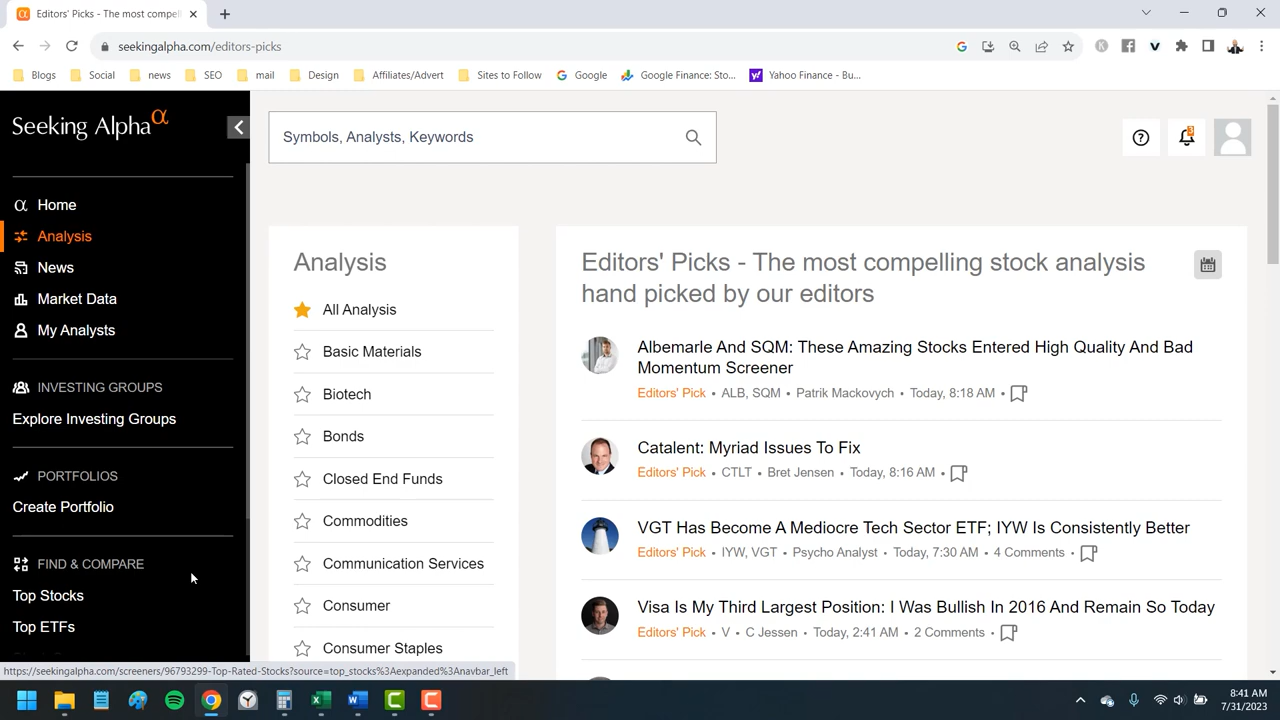 Editors' Picks - The most compell
seekingalpha.com/editors-picks
Blogs
Social
news
SEO
mail
Design
Affiliates/Advert
Sites to Follow
Google
Google Finance: Sto...
Yahoo Finance - Bu...
Seeking Alpha α
Symbols, Analysts, Keywords
3
Home
Analysis
News
Market Data
My Analysts
INVESTING GROUPS
Explore Investing Groups
PORTFOLIOS
Create Portfolio
FIND & COMPARE
Top Stocks
Top ETFs
Analysis
All Analysis
Basic Materials
Biotech
Bonds
Closed End Funds
Commodities
Communication Services
Consumer
Consumer Staples
Editors' Picks - The most compelling stock analysis
hand picked by our editors
Albemarle And SQM: These Amazing Stocks Entered High Quality And Bad
Momentum Screener
Editors' Pick • ALB, SQM • Patrik Mackovych • Today, 8:18 AM •
Catalent: Myriad Issues To Fix
Editors' Pick • CTLT • Bret Jensen • Today, 8:16 AM •
VGT Has Become A Mediocre Tech Sector ETF; IYW Is Consistently Better
Editors' Pick • IYW, VGT • Psycho Analyst • Today, 7:30 AM • 4 Comments •
Visa Is My Third Largest Position: I Was Bullish In 2016 And Remain So Today
Editors' Pick • V • C Jessen • Today, 2:41 AM • 2 Comments •
https://seekingalpha.com/screeners/96793299-Top-Rated-Stocks?source=top_stocks%3Aexpanded%3Anavbar_left
8:41 AM
7/31/2023